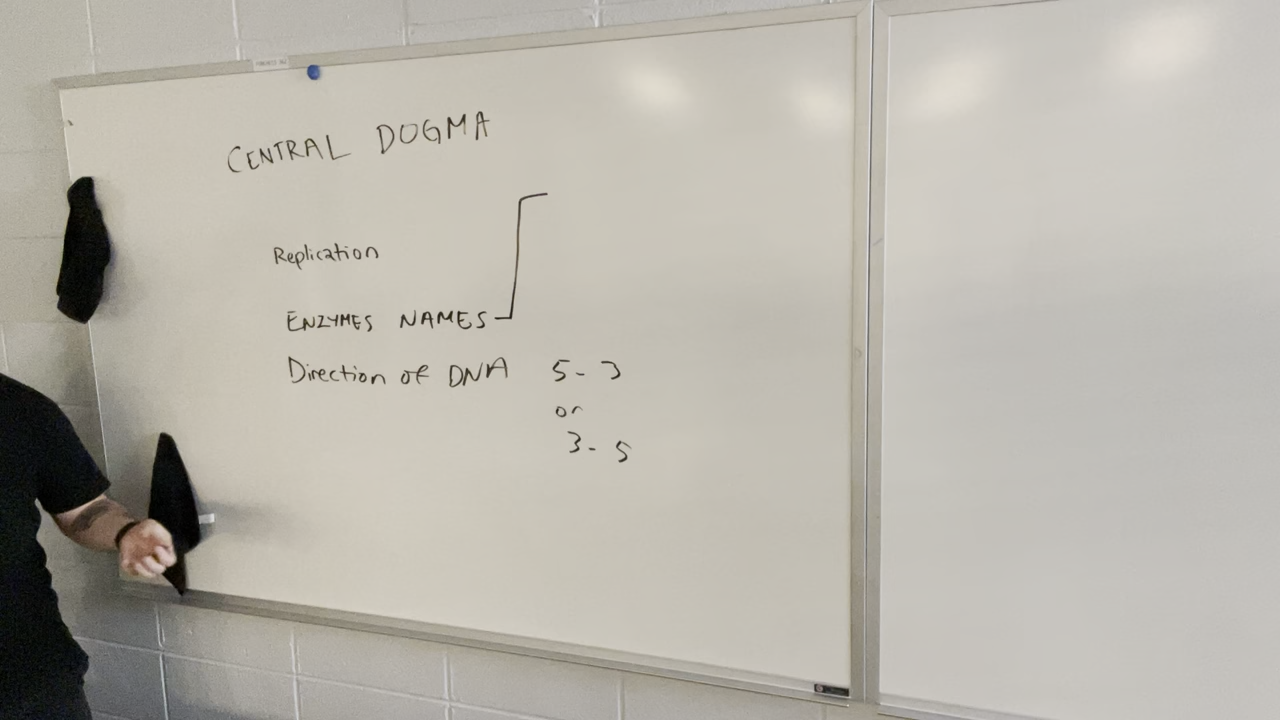 CENTRAL DOGMA
Replication
ENZYMES NAMES
Direction of DNA 5-3
or
3-5